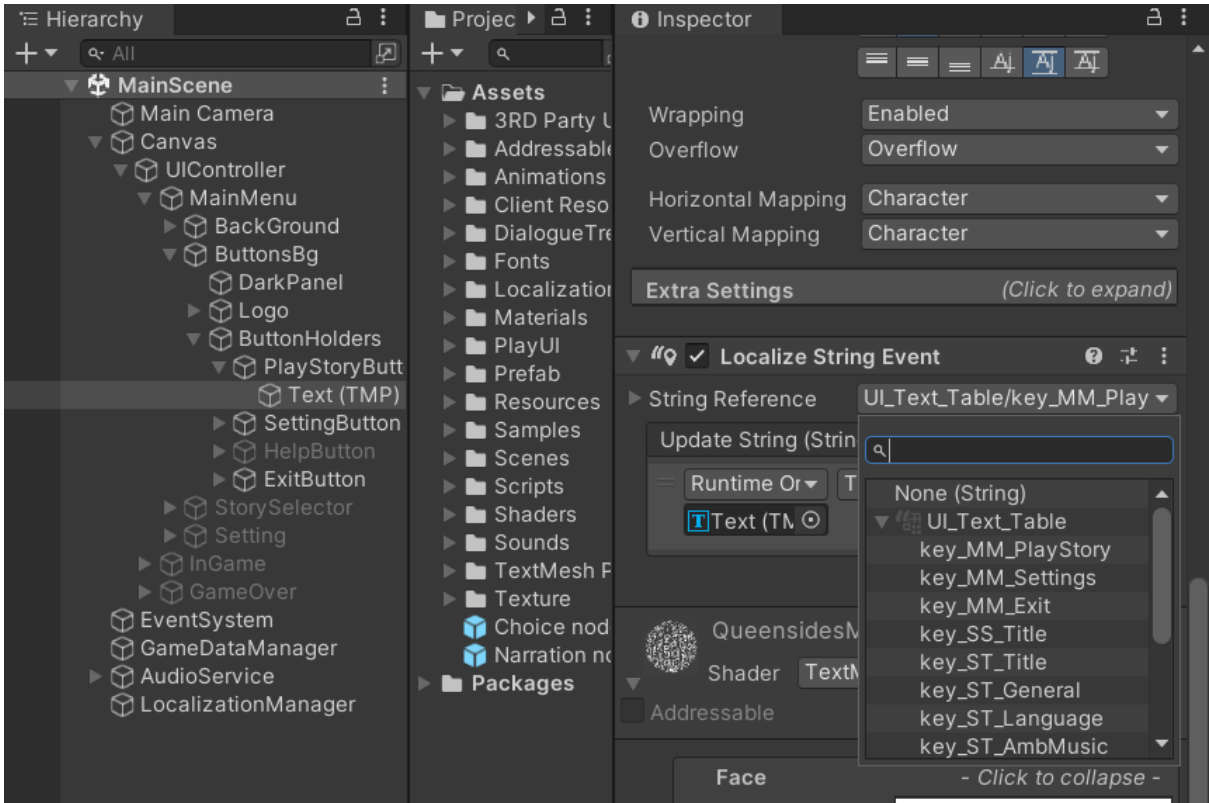 Hierarchy
All
MainScene
Main Camera
Canvas
UIController
MainMenu
BackGround
ButtonsBg
DarkPanel
Logo
ButtonHolders
PlayStoryButt
Text (TMP)
SettingButton
HelpButton
ExitButton
StorySelector
Setting
InGame
GameOver
EventSystem
GameDataManager
AudioService
LocalizationManager
Projec
Assets
3RD Party U
Addressable
Animations
Client Reso
DialogueTre
Fonts
Localization
Materials
PlayUI
Prefab
Resources
Samples
Scenes
Scripts
Shaders
Sounds
TextMesh P
Texture
Choice nod
Narration no
Packages
Inspector
Wrapping Enabled
Overflow Overflow
Horizontal Mapping Character
Vertical Mapping Character
Extra Settings (Click to expand)
Localize String Event
String Reference UI_Text_Table/key_MM_Play
Update String (Strin
Runtime Or T
Text (TM
None (String)
UI_Text_Table
key_MM_PlayStory
key_MM_Settings
key_MM_Exit
key_SS_Title
key_ST_Title
key_ST_General
key_ST_Language
key_ST_AmbMusic
QueensidesM
Shader TextM
Addressable
Face - Click to collapse -